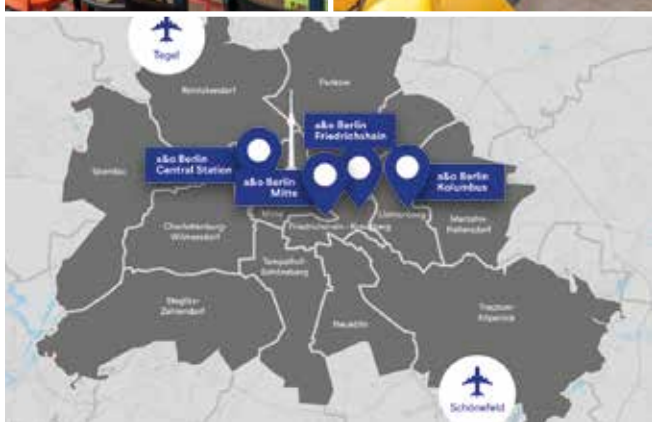 Tegel
Reinickendorf
Pankow
a&o Berlin
Friedrichshain
a&o Berlin
Central Station
a&o Berlin
Mitte
a&o Berlin
Kolumbus
Spandau
Mitte
Lichtenberg
Charlottenburg-
Wilmersdorf
Friedrichshain-Kreuzberg
Marzahn-
Hellersdorf
Tempelhof-
Schöneberg
Steglitz-
Zehlendorf
Neukölln
Treptow-
Köpenick
Schönefeld